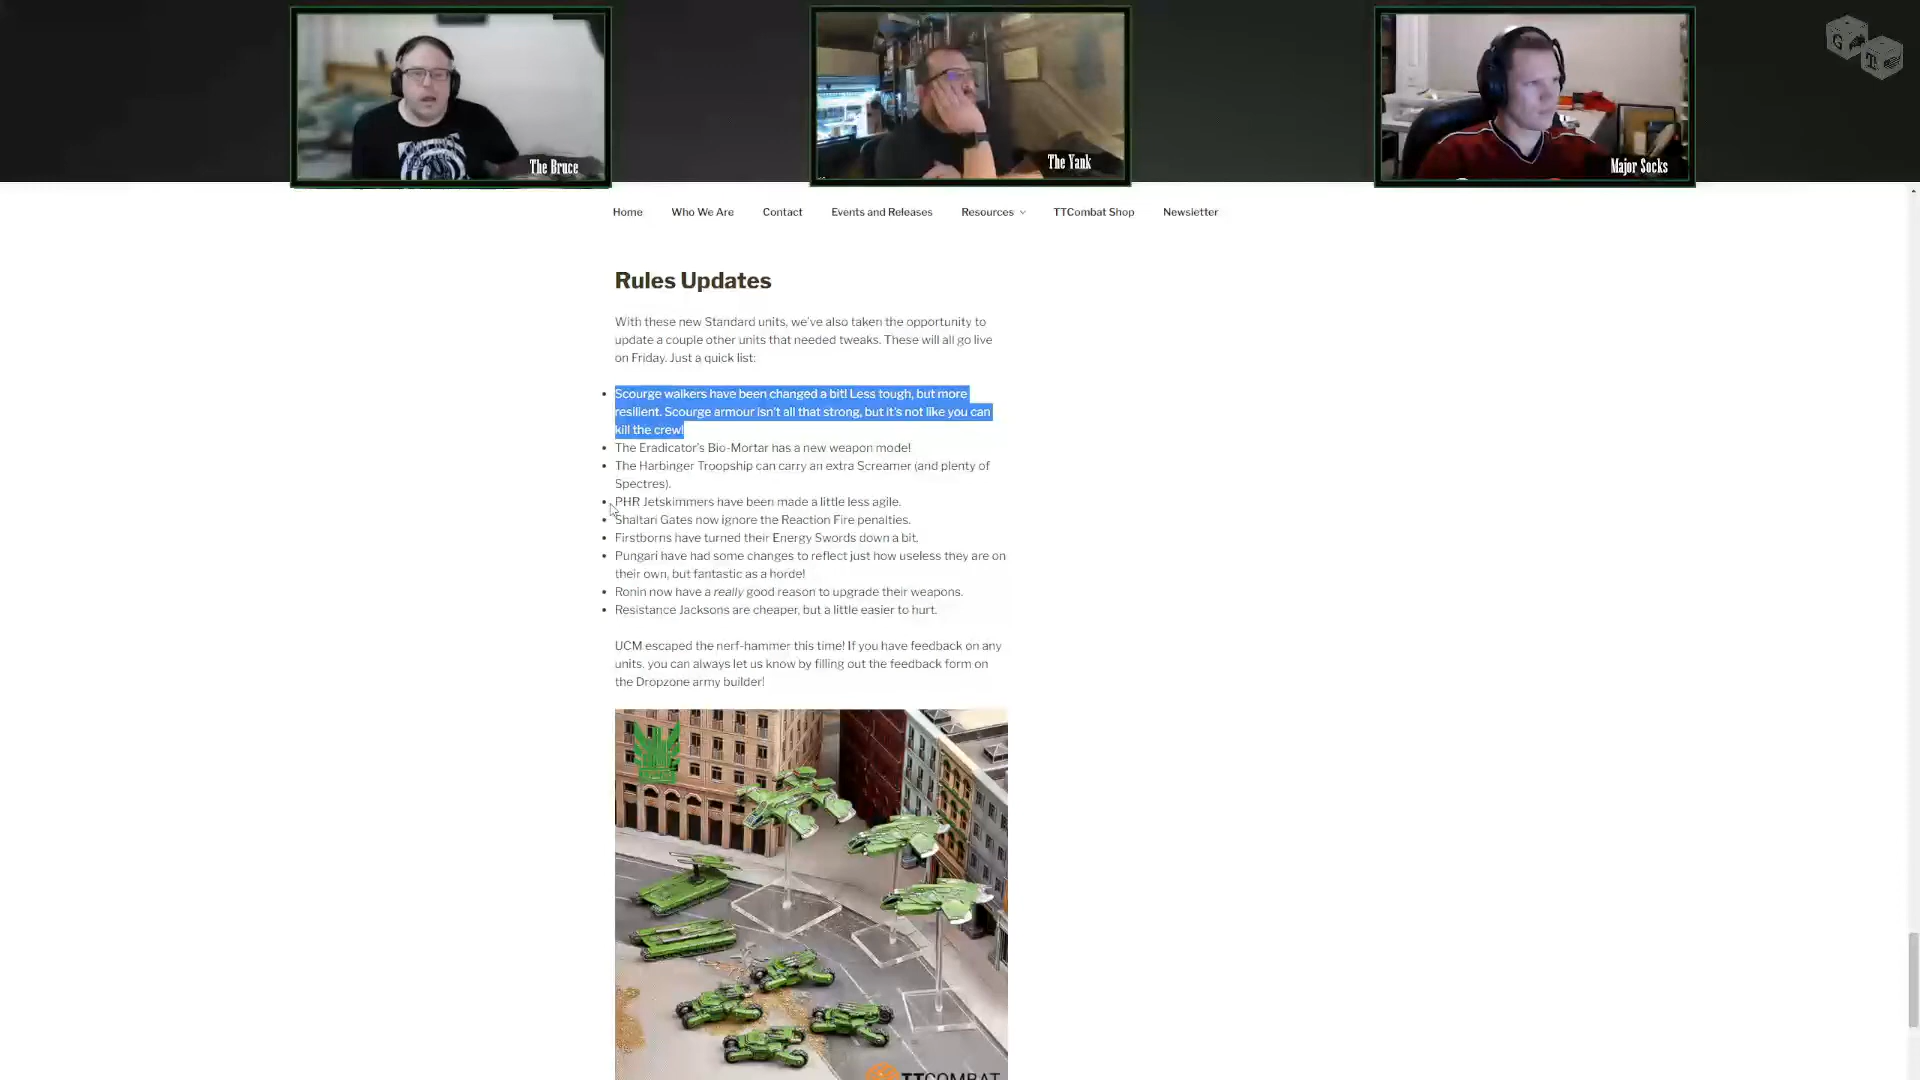 The Bruce
The Yank
Major Socks
G
T
Home Who We Are Contact Events and Releases Resources TTCombat Shop Newsletter
Rules Updates
With these new Standard units, we've also taken the opportunity to
update a couple other units that needed tweaks. These will all go live
on Friday. Just a quick list:
Scourge walkers have been changed a bit! Less tough, but more
resilient. Scourge armour isn't all that strong, but it's not like you can
kill the crew!
The Eradicator's Bio-Mortar has a new weapon mode!
The Harbinger Troopship can carry an extra Screamer (and plenty of
Spectres).
PHR Jetskimmers have been made a little less agile.
Shaltari Gates now ignore the Reaction Fire penalties.
Firstborns have turned their Energy Swords down a bit.
Pungari have had some changes to reflect just how useless they are on
their own, but fantastic as a horde!
Ronin now have a really good reason to upgrade their weapons.
Resistance Jacksons are cheaper, but a little easier to hurt.
UCM escaped the nerf-hammer this time! If you have feedback on any
units, you can always let us know by filling out the feedback form on
the Dropzone army builder!
TTCOMBAT